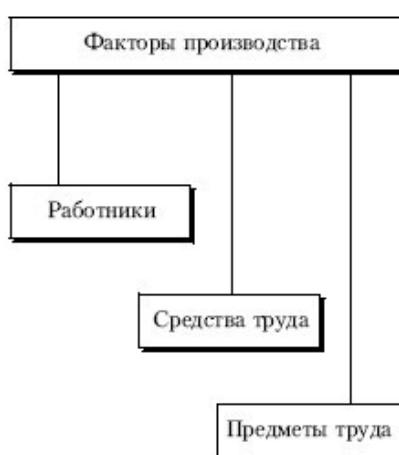 Факторы производства
Работники
Средства труда
Предметы труда